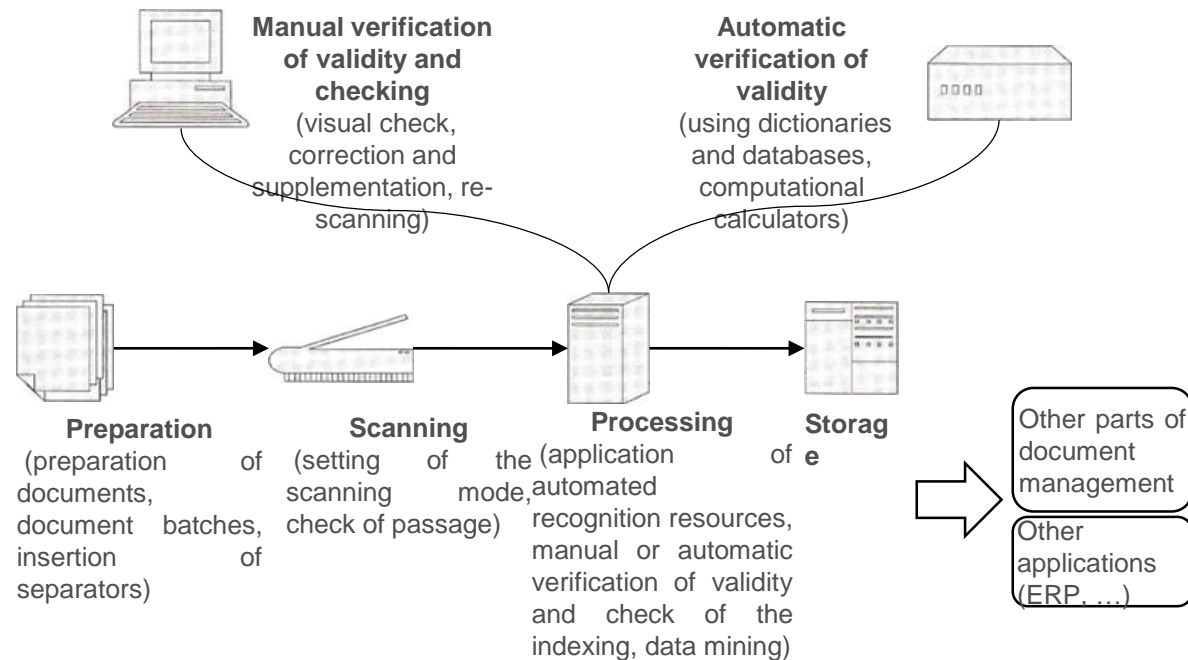 Manual verification
of validity and
checking
(visual check,
correction and
supplementation, re-
scanning)
Automatic
verification of
validity
(using dictionaries
and databases,
computational
calculators)
Preparation
(preparation of
documents,
document batches,
insertion of
separators)
Scanning
(setting of the
scanning mode,
check of passage)
Processing
(application of
automated
recognition resources,
manual or automatic
verification of validity
and check of the
indexing, data mining)
Storag
e
Other parts of
document
management
Other
applications
(ERP, …)